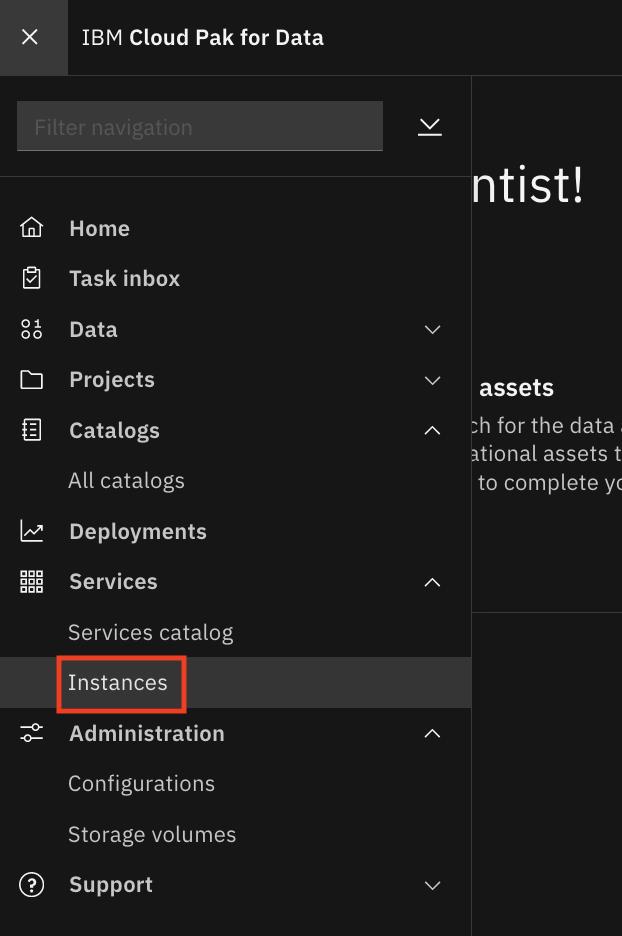 IBM Cloud Pak for Data
Filter navigation
ntist!
Home
Task inbox
Data
Projects
assets
Catalogs
ch for the data
ational assets t
All catalogs
to complete yo
Deployments
Services
Services catalog
Instances
Administration
Configurations
Storage volumes
Support